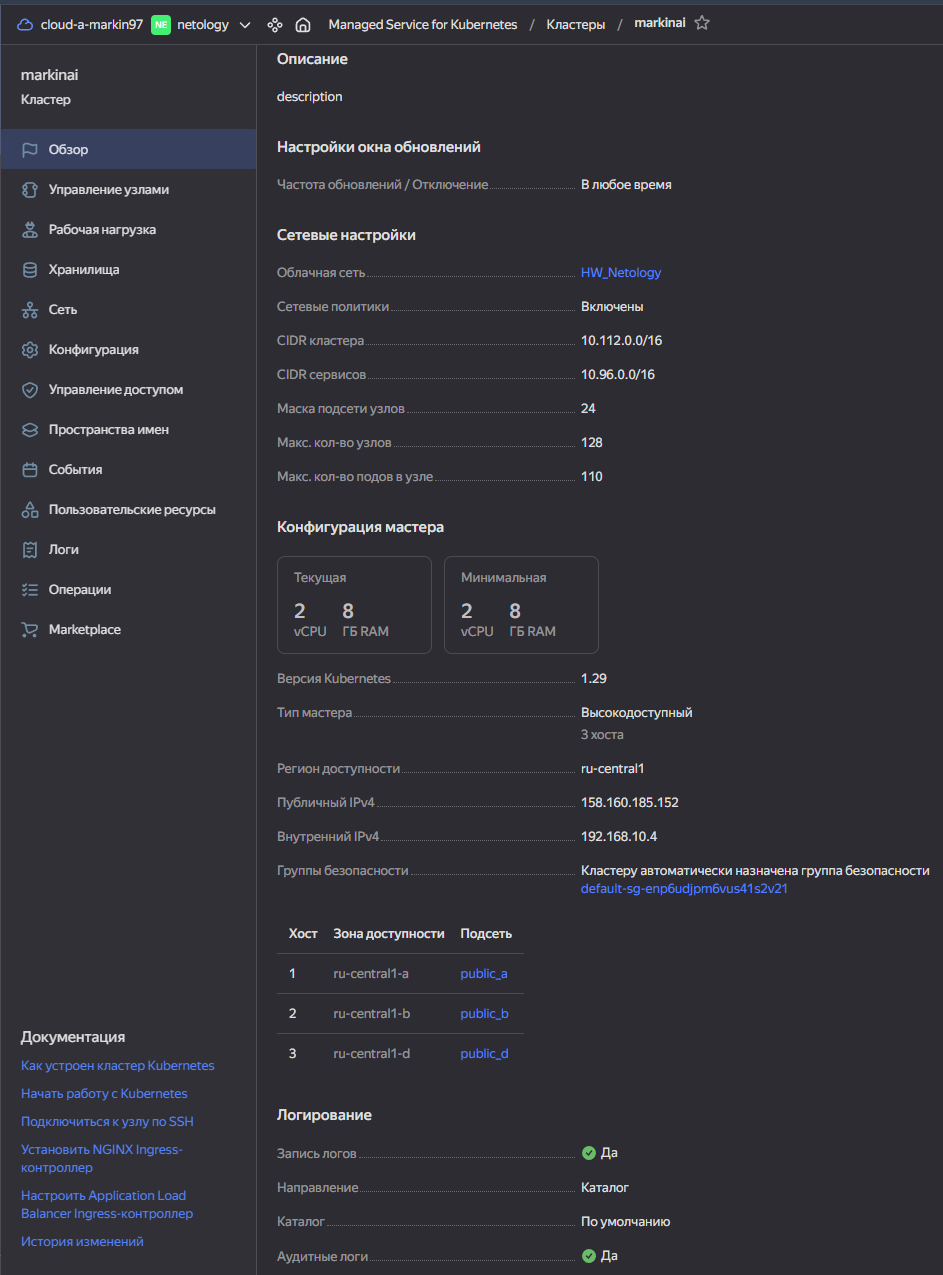 cloud-a-markin97 NE netology Managed Service for Kubernetes / Кластеры / markinai
markinai
Кластер
Обзор
Управление узлами
Рабочая нагрузка
Хранилища
Сеть
Конфигурация
Управление доступом
Пространства имен
События
Пользовательские ресурсы
Логи
Операции
Marketplace
Документация
Как устроен кластер Kubernetes
Начать работу с Kubernetes
Подключиться к узлу по SSH
Установить NGINX Ingress-
контроллер
Настроить Application Load
Balancer Ingress-контроллер
История изменений
Описание
description
Настройки окна обновлений
Частота обновлений / Отключение В любое время
Сетевые настройки
Облачная сеть HW_Netology
Сетевые политики Включены
CIDR кластера 10.112.0.0/16
CIDR сервисов 10.96.0.0/16
Маска подсети узлов 24
Макс. кол-во узлов 128
Макс. кол-во подов в узле 110
Конфигурация мастера
Текущая
2 8
vCPU ГБ RAM
Минимальная
2 8
vCPU ГБ RAM
Версия Kubernetes 1.29
Тип мастера Высокодоступный
3 хоста
Регион доступности ru-central1
Публичный IPv4 158.160.185.152
Внутренний IPv4 192.168.10.4
Группы безопасности Кластеру автоматически назначена группа безопасности
default-sg-enp6udjpm6vus41s2v21
Хост Зона доступности Подсеть
1 ru-central1-a public_a
2 ru-central1-b public_b
3 ru-central1-d public_d
Логирование
Запись логов Да
Направление Каталог
Каталог По умолчанию
Аудитные логи Да